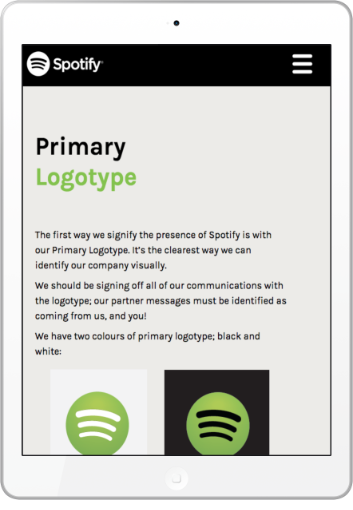 Spotify
Primary
Logotype
The first way we signify the presence of Spotify is with
our Primary Logotype. It's the clearest way we can
identify our company visually.
We should be signing off all of our communications with
the logotype; our partner messages must be identified as
coming from us, and you!
We have two colours of primary logotype; black and
white: